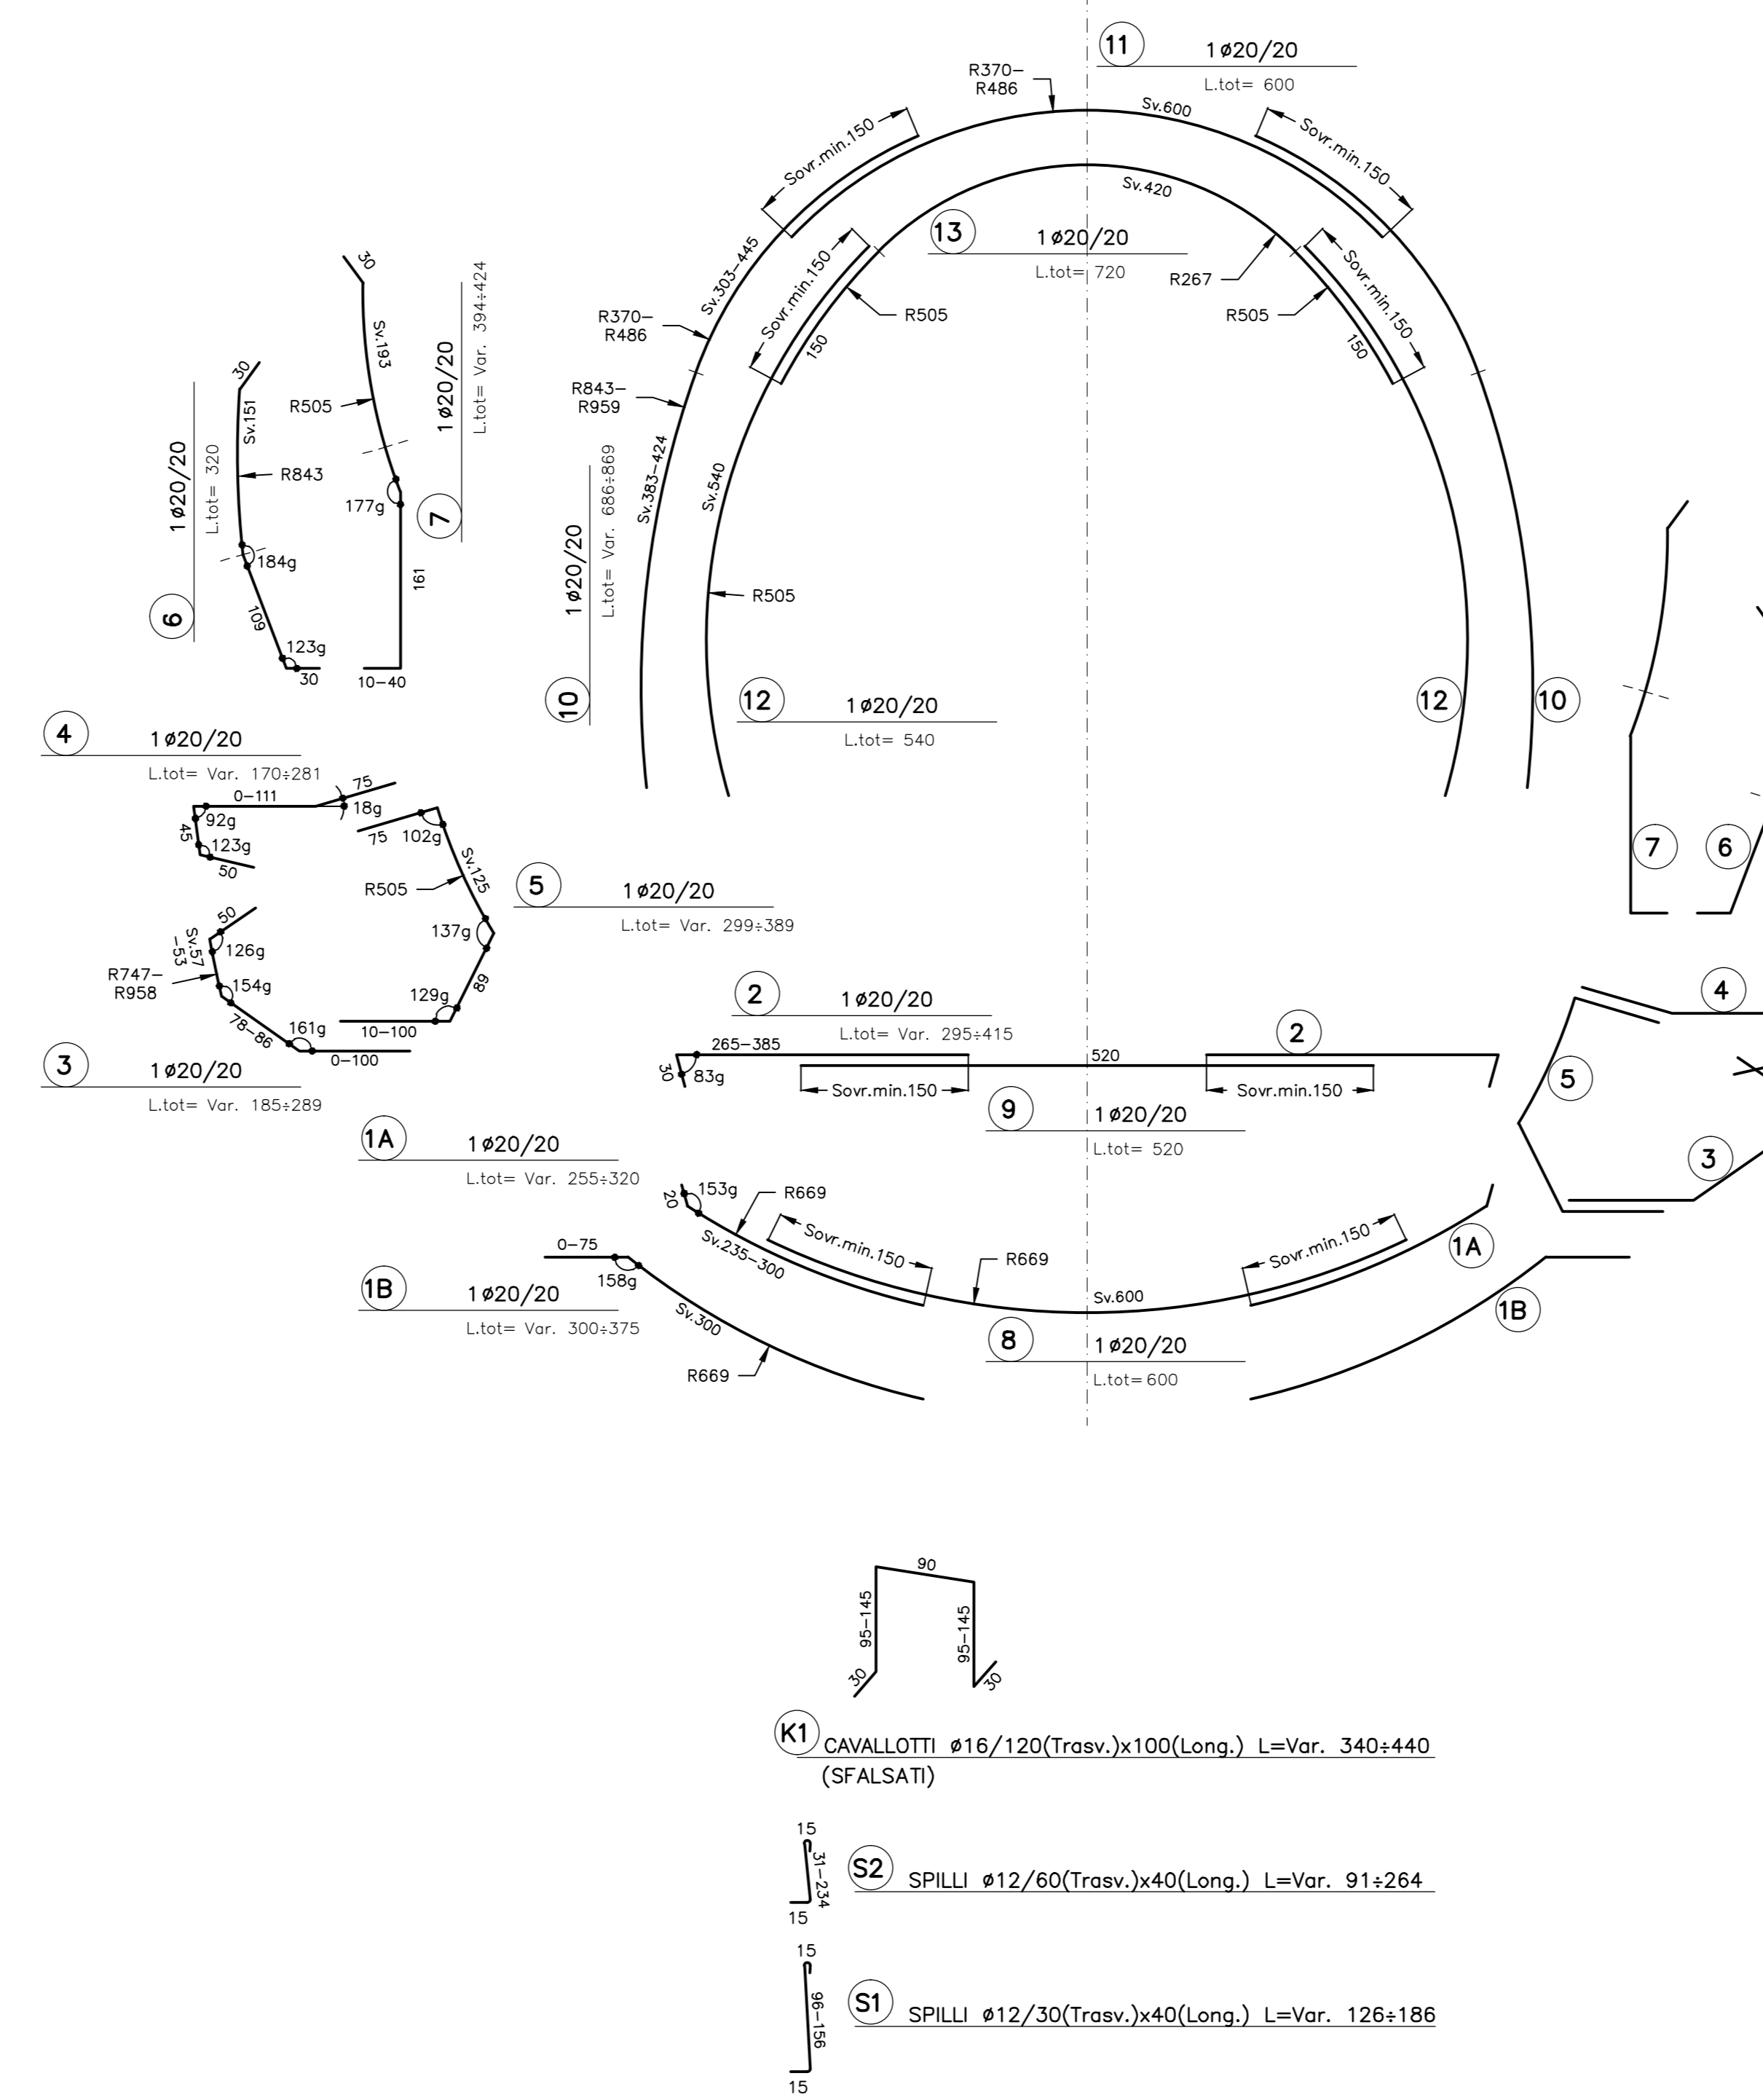 11 1ø20/20
L.tot= 600
R370-
R486
Sv.600
Sovr.min.150
Sovr.min.150
Sv.420
13 1ø20/20
L.tot= 720
R267
R505
R505
Sovr.min.150
Sovr.min.150
150
150
Sv.303-445
R370-
R486
R843-
R959
Sv.383-424
Sv.540
R505
10 1ø20/20
L.tot= Var. 686÷869
12 1ø20/20
L.tot= 540
12
10
30
Sv.193
R505
177g
161
10-40
7 1ø20/20
L.tot= Var. 394÷424
30
Sv.151
R843
184g
109
123g
30
6 1ø20/20
L.tot= 320
7
6
4 1ø20/20
L.tot= Var. 170÷281
0-111
75
18g
92g
45
123g
50
75
102g
Sv.125
R505
137g
89
129g
10-100
5 1ø20/20
L.tot= Var. 299÷389
50
Sv.57
-53
126g
R747-
R958
154g
78-86
161g
0-100
3 1ø20/20
L.tot= Var. 185÷289
2 1ø20/20
L.tot= Var. 295÷415
265-385
30
83g
520
2
Sovr.min.150
Sovr.min.150
9 1ø20/20
L.tot= 520
4
5
3
1A 1ø20/20
L.tot= Var. 255÷320
20
153g
R669
Sv.235-300
Sovr.min.150
R669
Sovr.min.150
1A
Sv.600
8 1ø20/20
L.tot= 600
1B 1ø20/20
L.tot= Var. 300÷375
0-75
158g
Sv.300
R669
1B
90
95-145
95-145
30
30
K1 CAVALLOTTI ø16/120(Trasv.)x100(Long.) L=Var. 340÷440
(SFALSATI)
15
31-234
15
S2 SPILLI ø12/60(Trasv.)x40(Long.) L=Var. 91÷264
15
96-156
15
S1 SPILLI ø12/30(Trasv.)x40(Long.) L=Var. 126÷186